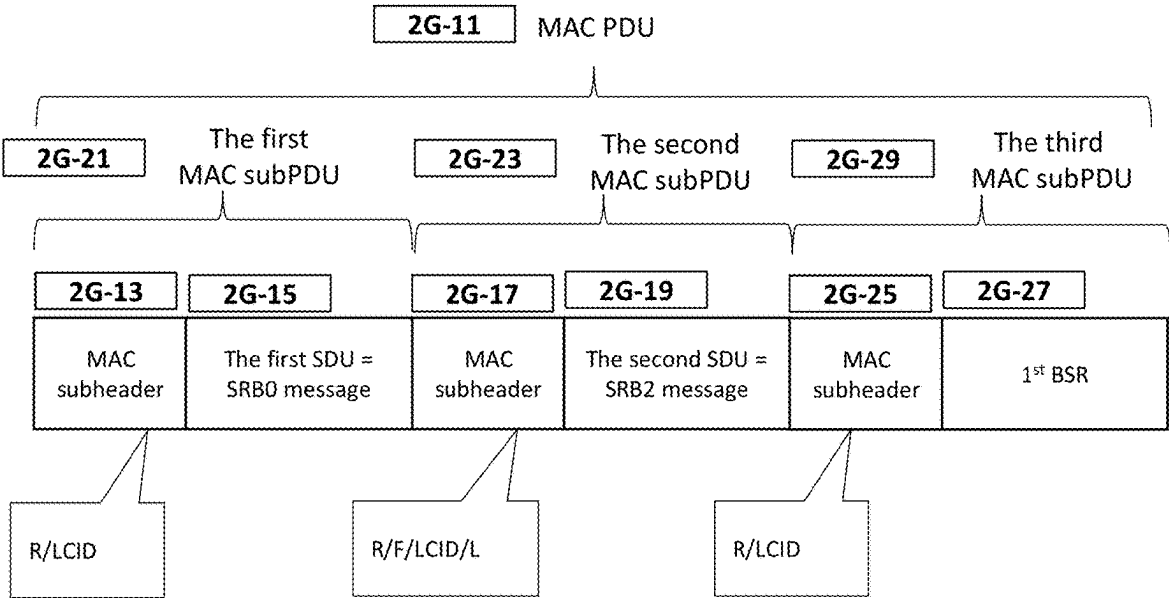 2G-11 MAC PDU
2G-21 The first
MAC subPDU
2G-23 The second
MAC subPDU
2G-29 The third
MAC subPDU
2G-13 2G-15 2G-17 2G-19 2G-25 2G-27
MAC
subheader
The first SDU =
SRB0 message
MAC
subheader
The second SDU =
SRB2 message
MAC
subheader
1st BSR
R/LCID
R/F/LCID/L
R/LCID